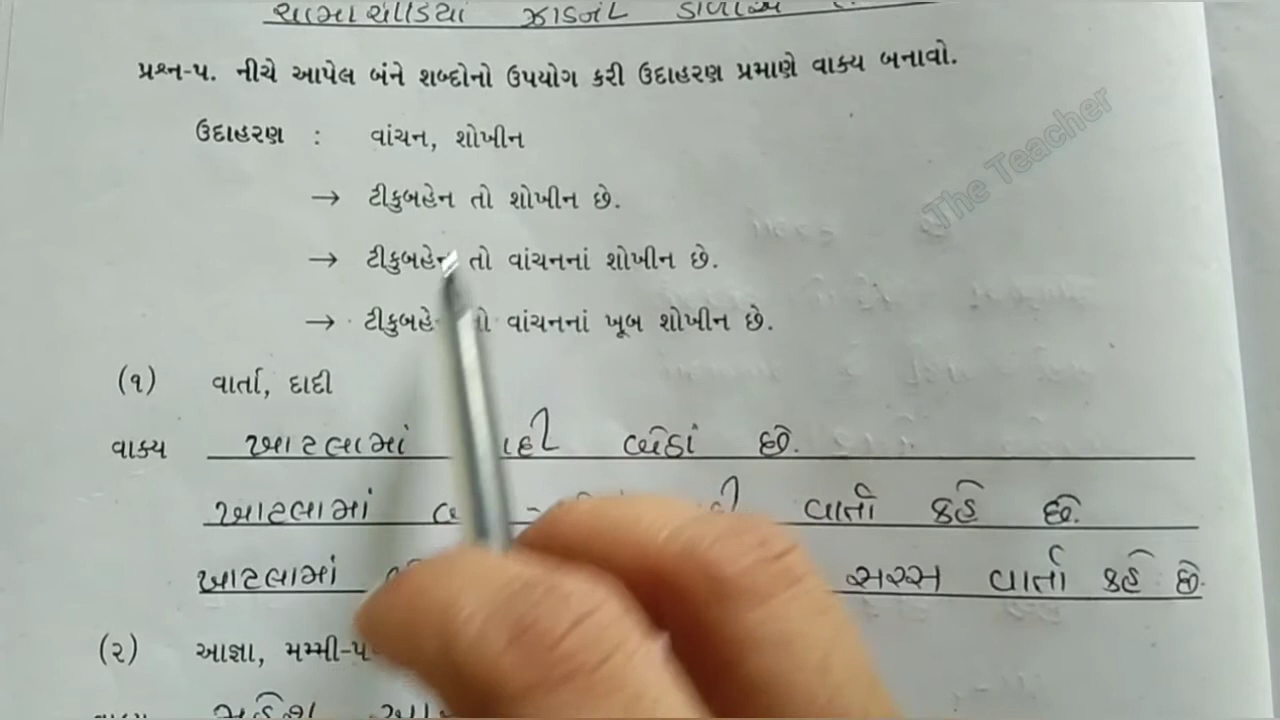 પ્રશ્ન-૫. નીચે આપેલ બંને શબ્દોનો ઉપયોગ કરી ઉદાહરણ પ્રમાણે વાક્ય બનાવો.
ઉદાહરણ : વાંચન, શોખીન
→ ટીકુબહેન તો શોખીન છે.
→ ટીકુબહેન તો વાંચનનાં શોખીન છે.
→ ટીકુબહે તો વાંચનનાં ખૂબ શોખીન છે.
(૧) વાર્તા, દાદી
વાક્ય ખાટલામાં બેઠાં છે.
ખાટલામાં વાર્તા કહે છે.
ખાટલામાં સરસ વાર્તા કહે છે.
(૨) આજ્ઞા, મમ્મી-પ
The Teacher